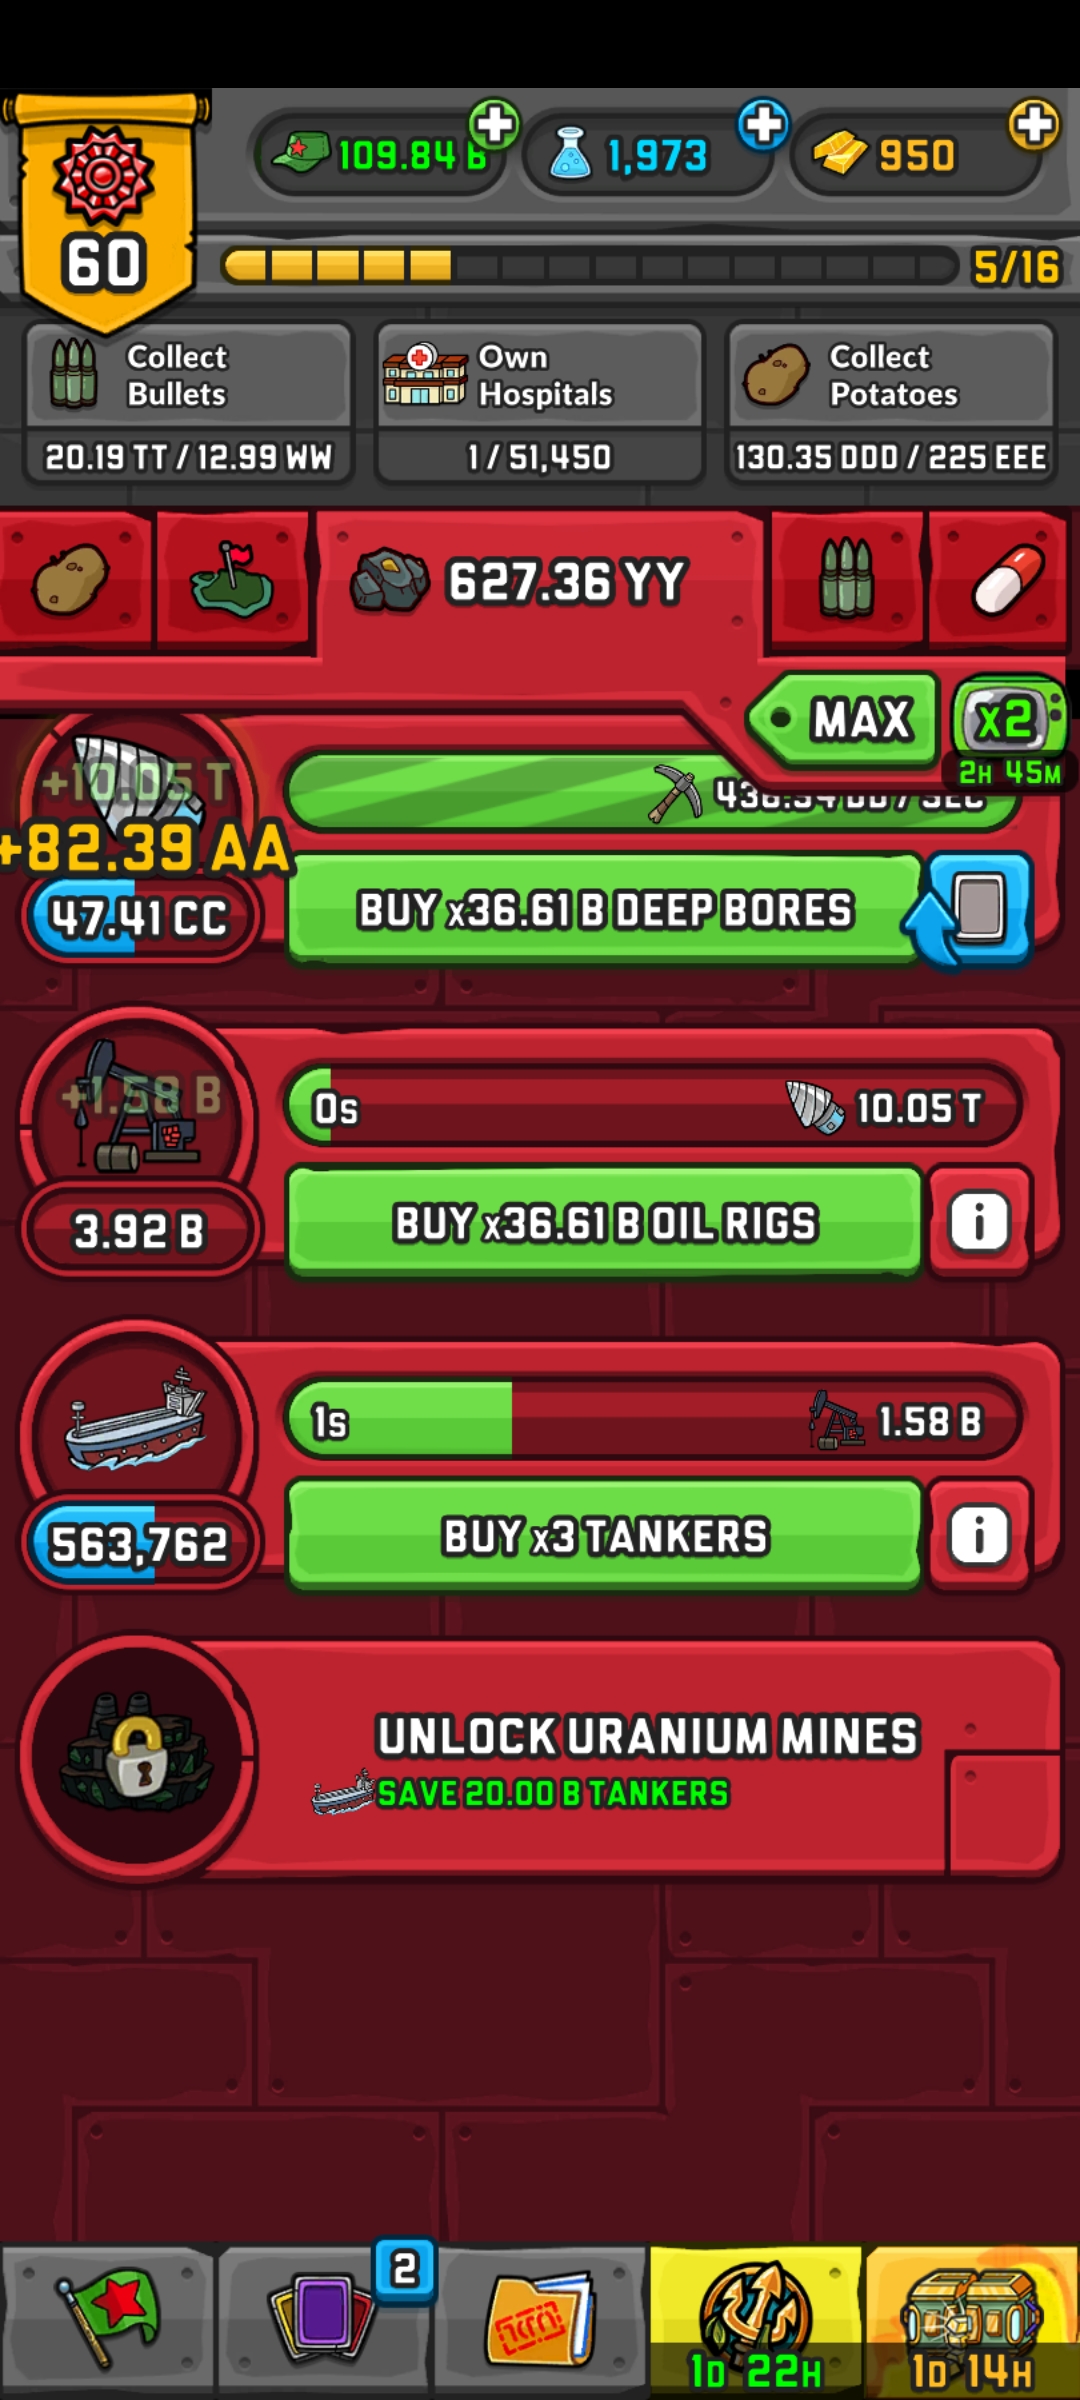 109.84 B
1,973
950
60
5/16
Collect
Bullets
20.19 TT / 12.99 WW
Own
Hospitals
1 / 51,450
Collect
Potatoes
130.35 DDD / 225 EEE
627.36 YY
MAX
x2
2H 45M
+10.05 T
+82.39 AA
47.41 CC
BUY x36.61 B DEEP BORES
+1.58 B
0s
10.05 T
3.92 B
BUY x36.61 B OIL RIGS
i
1s
1.58 B
563,762
BUY x3 TANKERS
i
UNLOCK URANIUM MINES
SAVE 20.00 B TANKERS
2
1D 22H
1D 14H